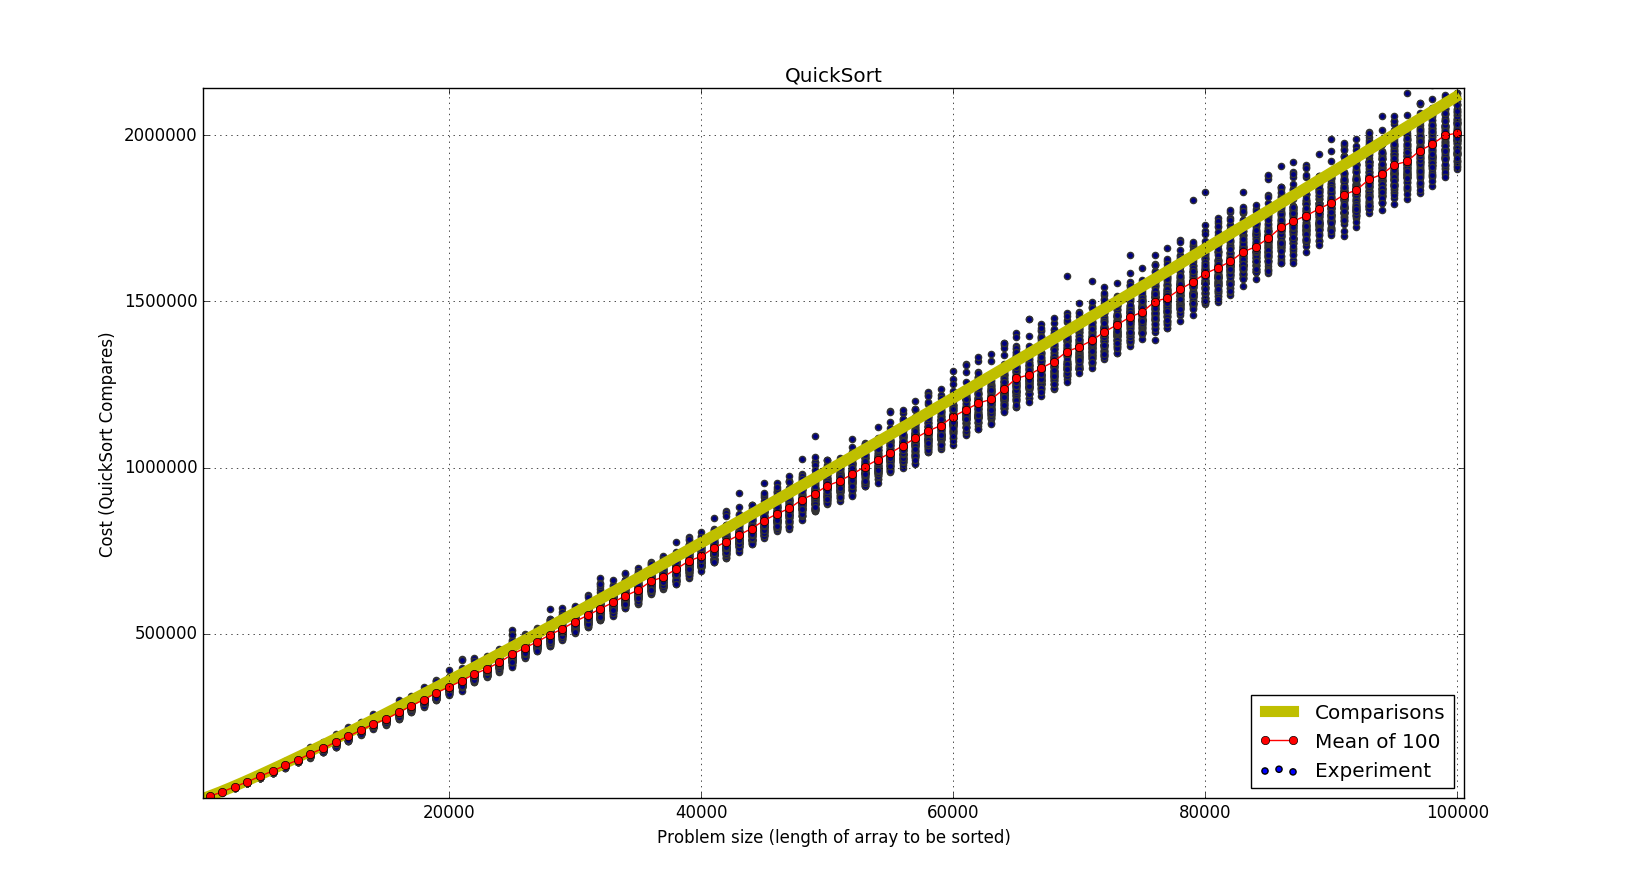 QuickSort
2000000
1500000
1000000
500000
Cost (QuickSort Compares)
20000 40000 60000 80000 100000
Problem size (length of array to be sorted)
Comparisons
Mean of 100
Experiment